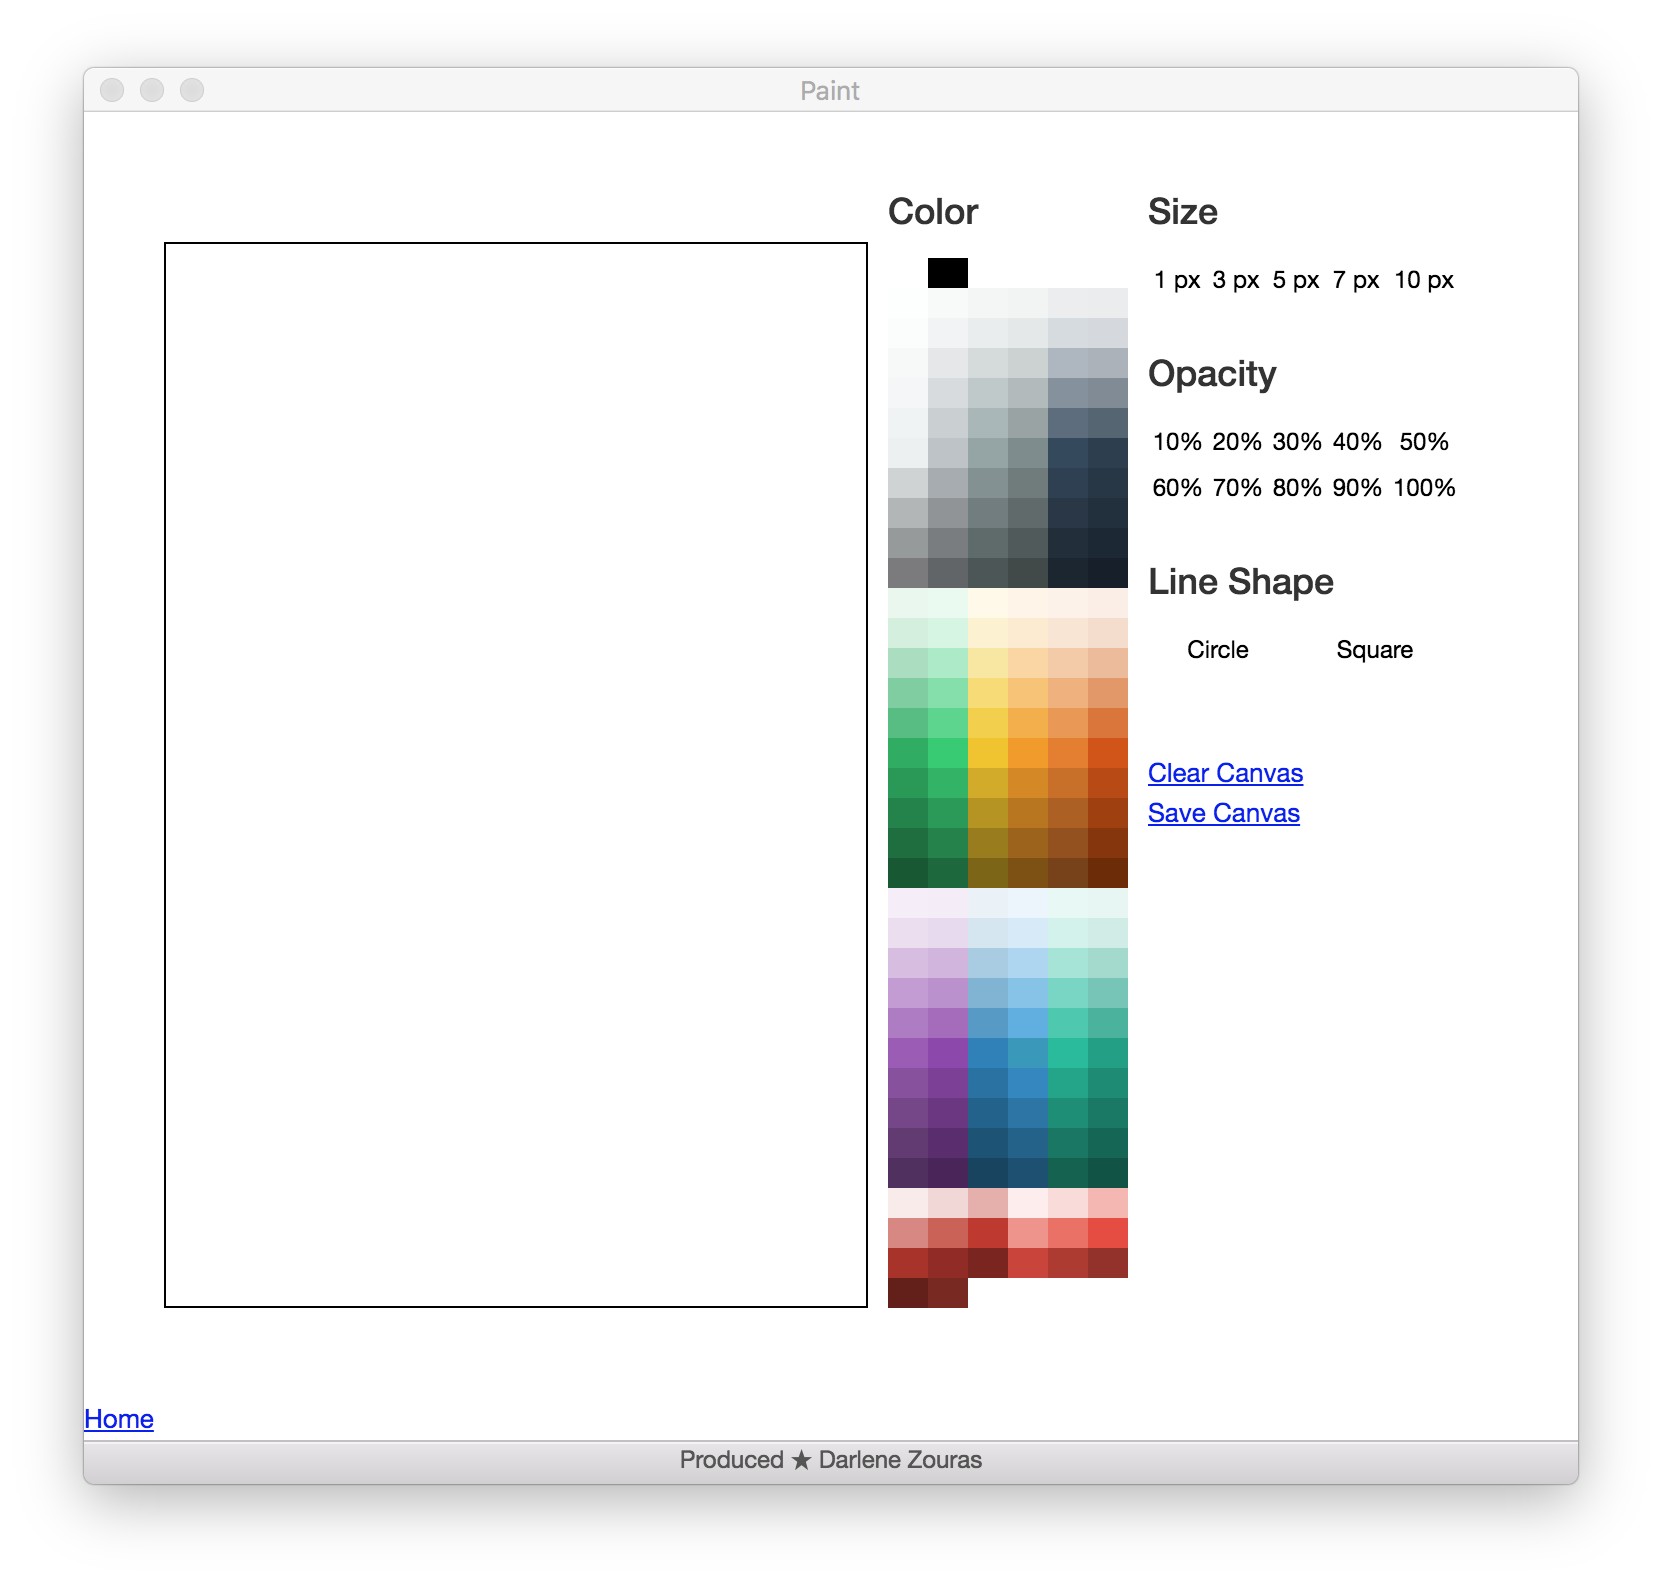 Paint
Color
Size
1 px 3 px 5 px 7 px 10 px
Opacity
10% 20% 30% 40% 50%
60% 70% 80% 90% 100%
Line Shape
Circle Square
Clear Canvas
Save Canvas
Home
Produced ★ Darlene Zouras